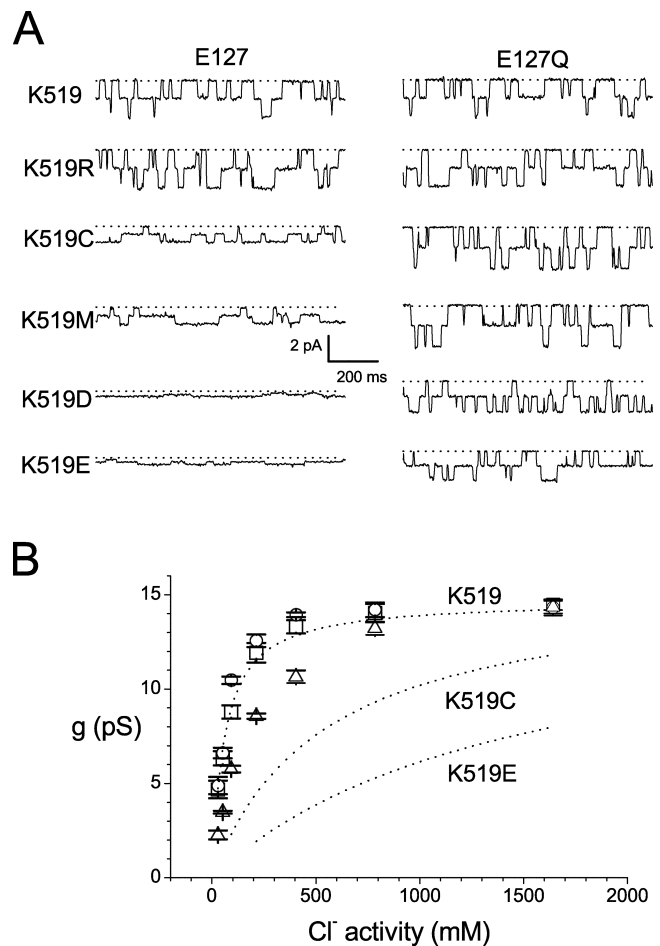 A
E127
E127Q
K519
K519R
K519C
K519M
2 pA
200 ms
K519D
K519E
B
15
10
5
0
g (pS)
K519
K519C
K519E
0
500
1000
1500
2000
Cl⁻ activity (mM)